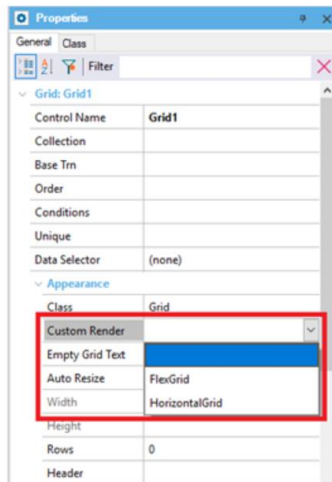 Properties
General Class
Filter
Grid: Grid1
Control Name Grid1
Collection
Base Trn
Order
Conditions
Unique
Data Selector (none)
Appearance
Class Grid
Custom Render
Empty Grid Text
Auto Resize FlexGrid
Width HorizontalGrid
Height
Rows 0
Header